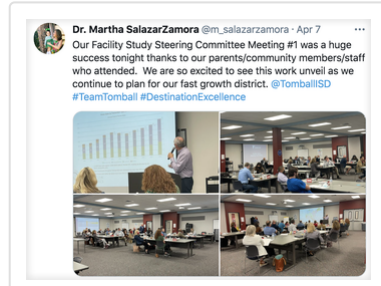 Dr. Martha SalazarZamora @m_salazarzamora · Apr 7 ···
Our Facility Study Steering Committee Meeting #1 was a huge
success tonight thanks to our parents/community members/staff
who attended. We are so excited to see this work unveil as we
continue to plan for our fast growth district. @TomballISD
#TeamTomball #DestinationExcellence